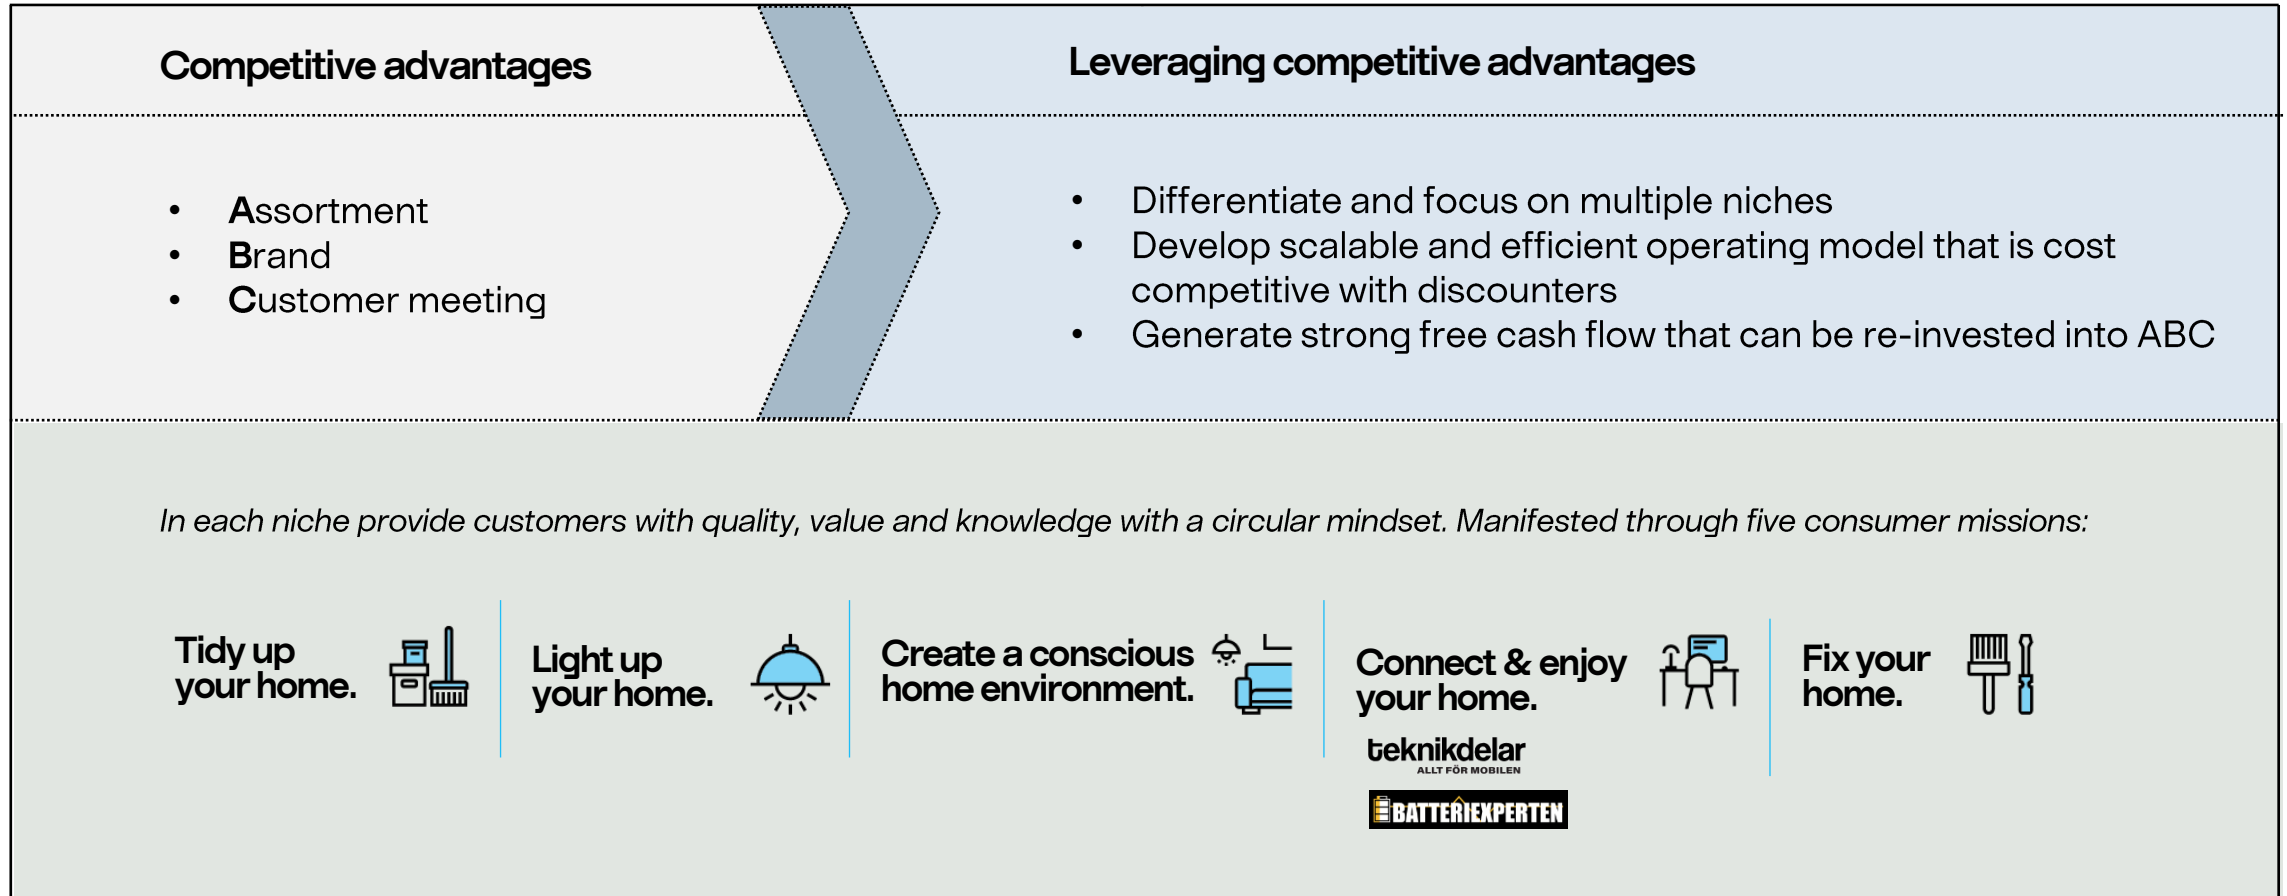 Competitive advantages
Leveraging competitive advantages
• Assortment
• Brand
• Customer meeting
• Differentiate and focus on multiple niches
• Develop scalable and efficient operating model that is cost
competitive with discounters
• Generate strong free cash flow that can be re-invested into ABC
In each niche provide customers with quality, value and knowledge with a circular mindset. Manifested through five consumer missions:
Tidy up
your home.
Light up
your home.
Create a conscious
home environment.
Connect & enjoy
your home.
teknikdelar
ALLT FÖR MOBILEN
BATTERIEXPERTEN
Fix your
home.